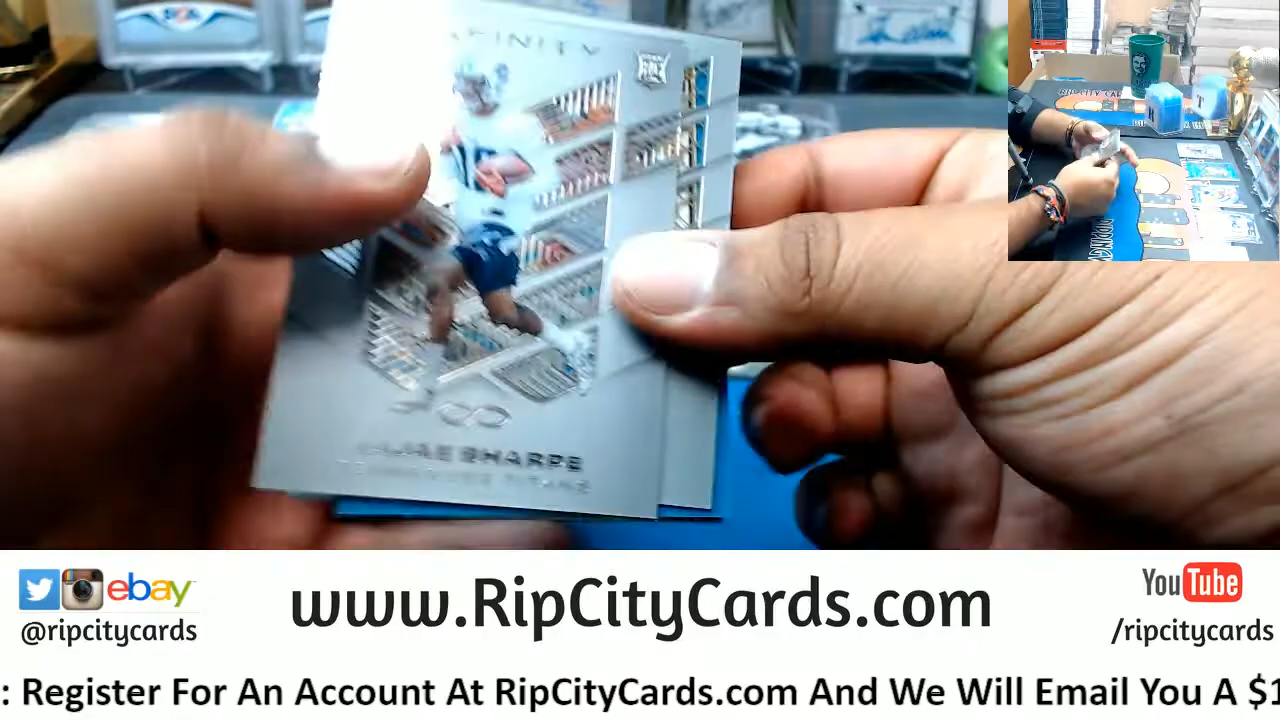 SHARPE
ebay
@ripcitycards
www.RipCityCards.com
YouTube
/ripcitycards
: Register For An Account At RipCityCards.com And We Will Email You A $1